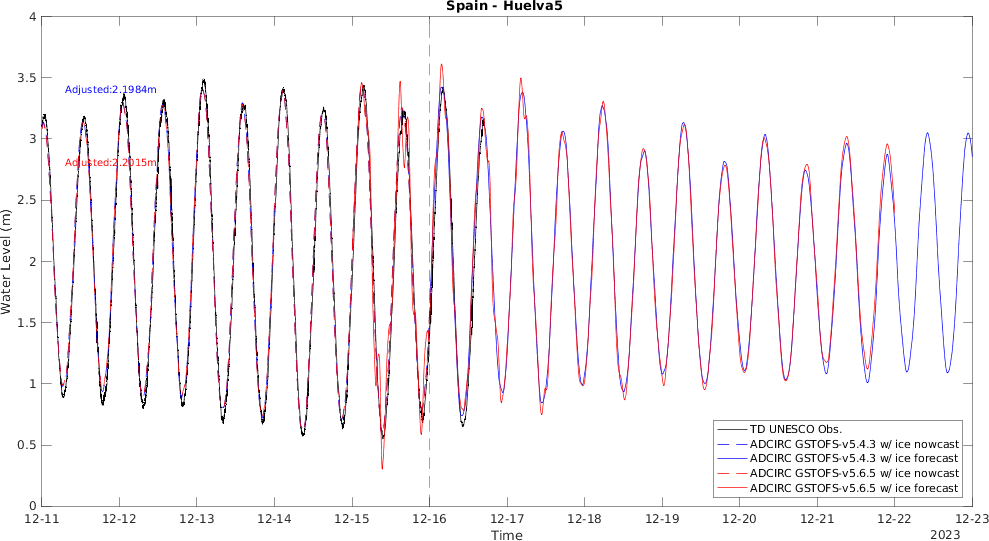 Spain - Huelva5
4
3.5
3
2.5
2
1.5
1
0.5
0
Water Level (m)
Adjusted:2.1984m
Adjusted:2.2015m
TD UNESCO Obs.
ADCIRC GSTOFS-v5.4.3 w/ ice nowcast
ADCIRC GSTOFS-v5.4.3 w/ ice forecast
ADCIRC GSTOFS-v5.6.5 w/ ice nowcast
ADCIRC GSTOFS-v5.6.5 w/ ice forecast
12-11 12-12 12-13 12-14 12-15 12-16 12-17 12-18 12-19 12-20 12-21 12-22 12-23
Time
2023